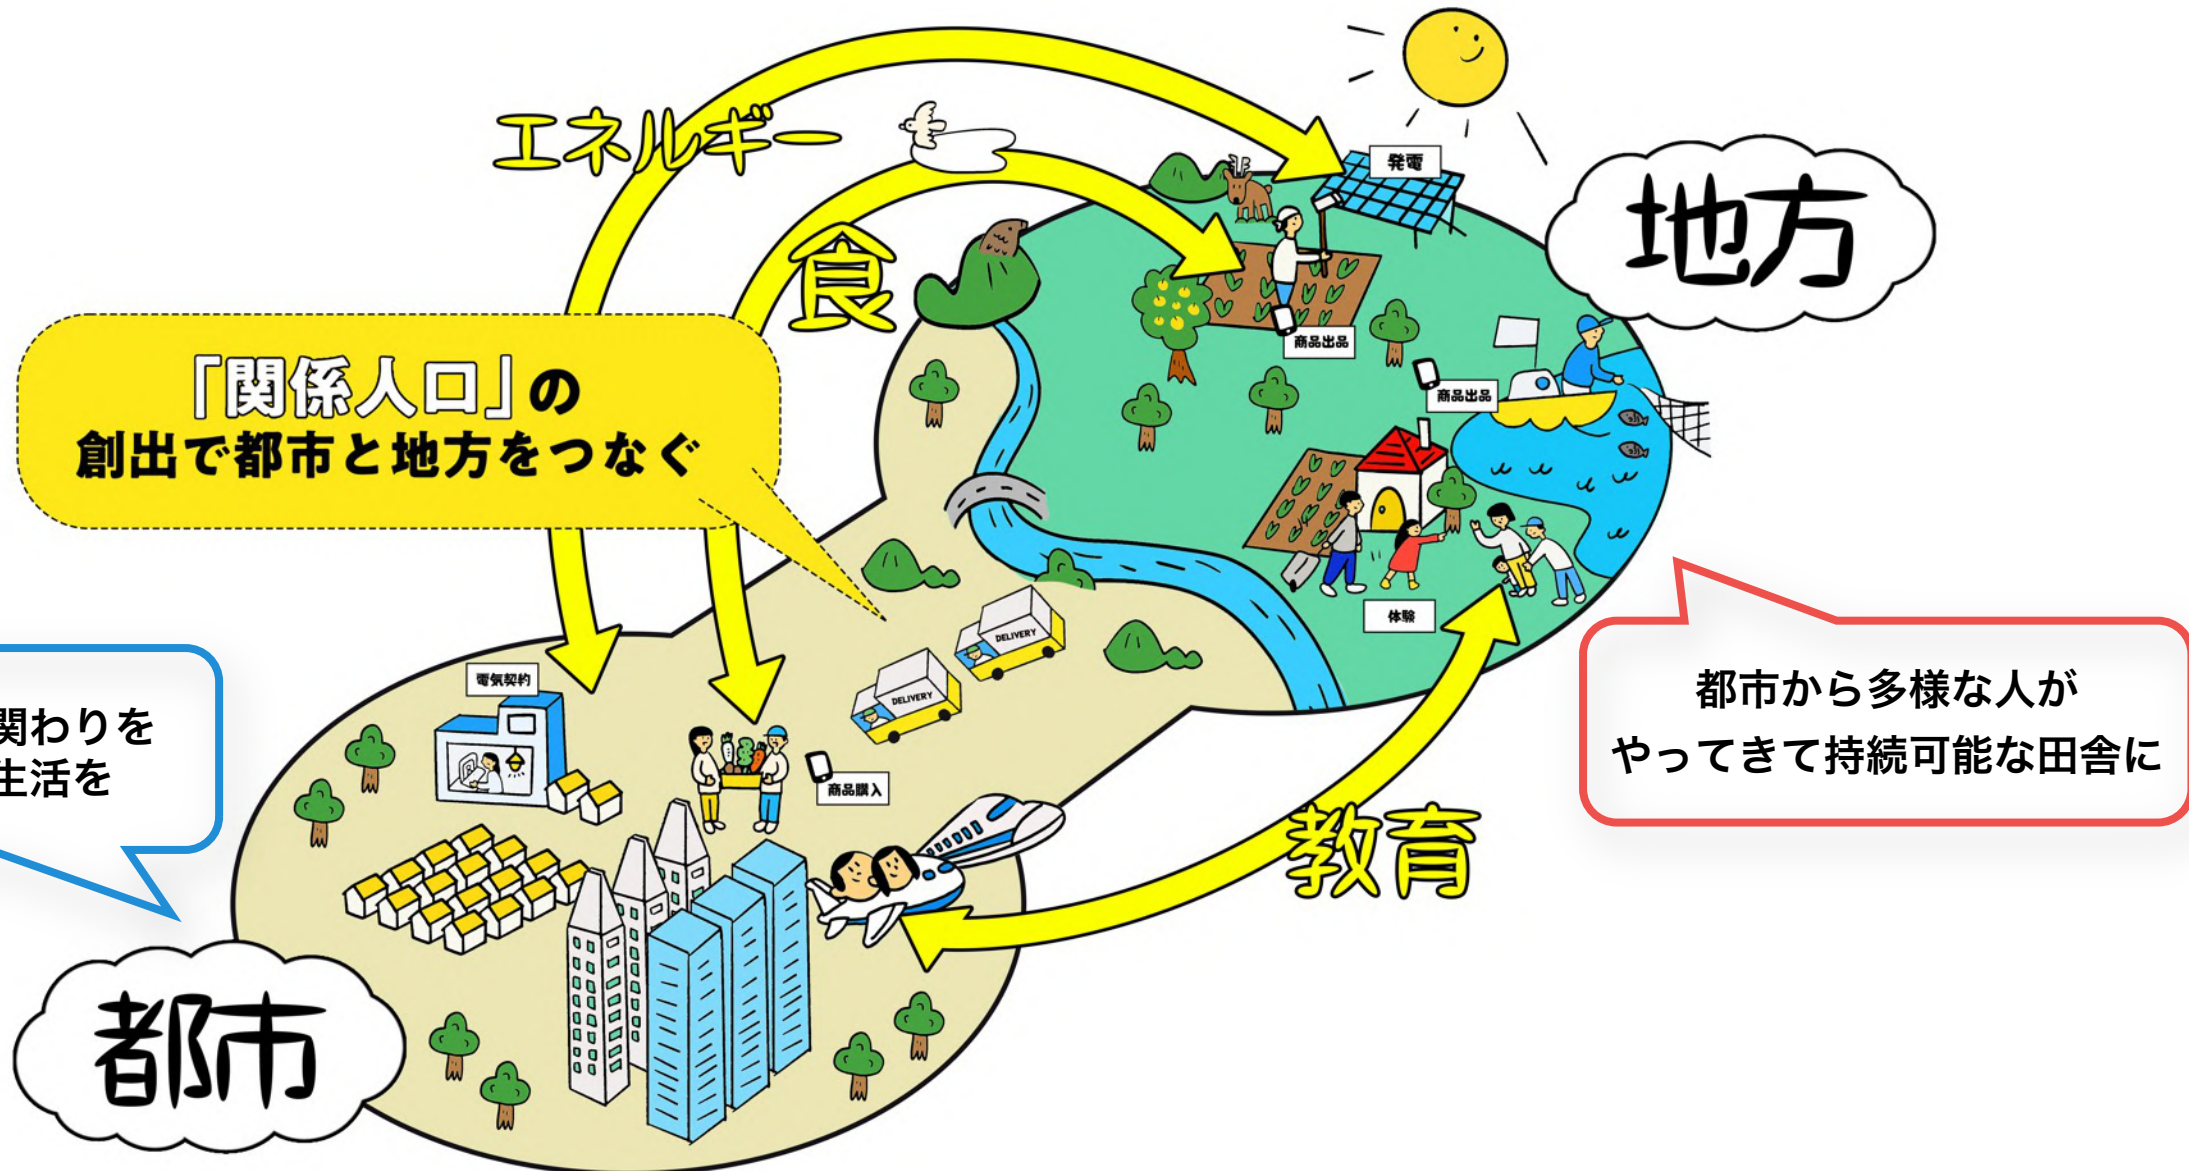 エネルギー
発電
地方
食
商品出品
「関係人口」の
創出で都市と地方をつなぐ
商品出品
体験
DELIVERY
DELIVERY
電気契約
関わりを
生活を
都市から多様な人が
やってきて持続可能な田舎に
商品購入
教育
都市